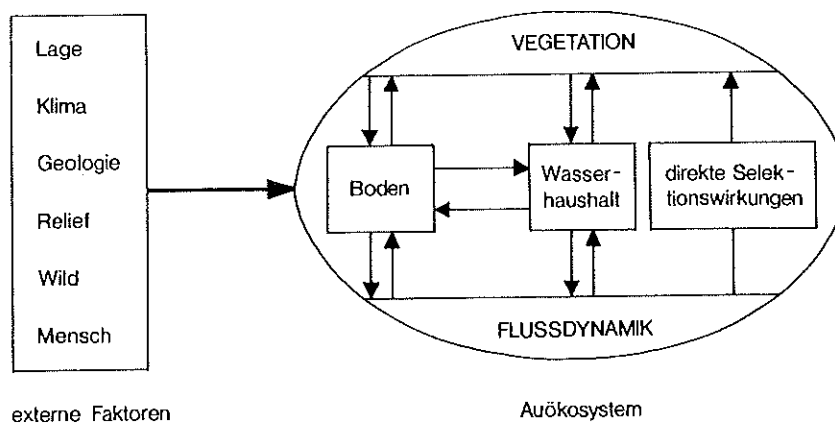 Lage
Klima
Geologie
Relief
Wild
Mensch
externe Faktoren
VEGETATION
Boden
Wasser-
haushalt
direkte Selek-
tionswirkungen
FLUSSDYNAMIK
Auökosystem